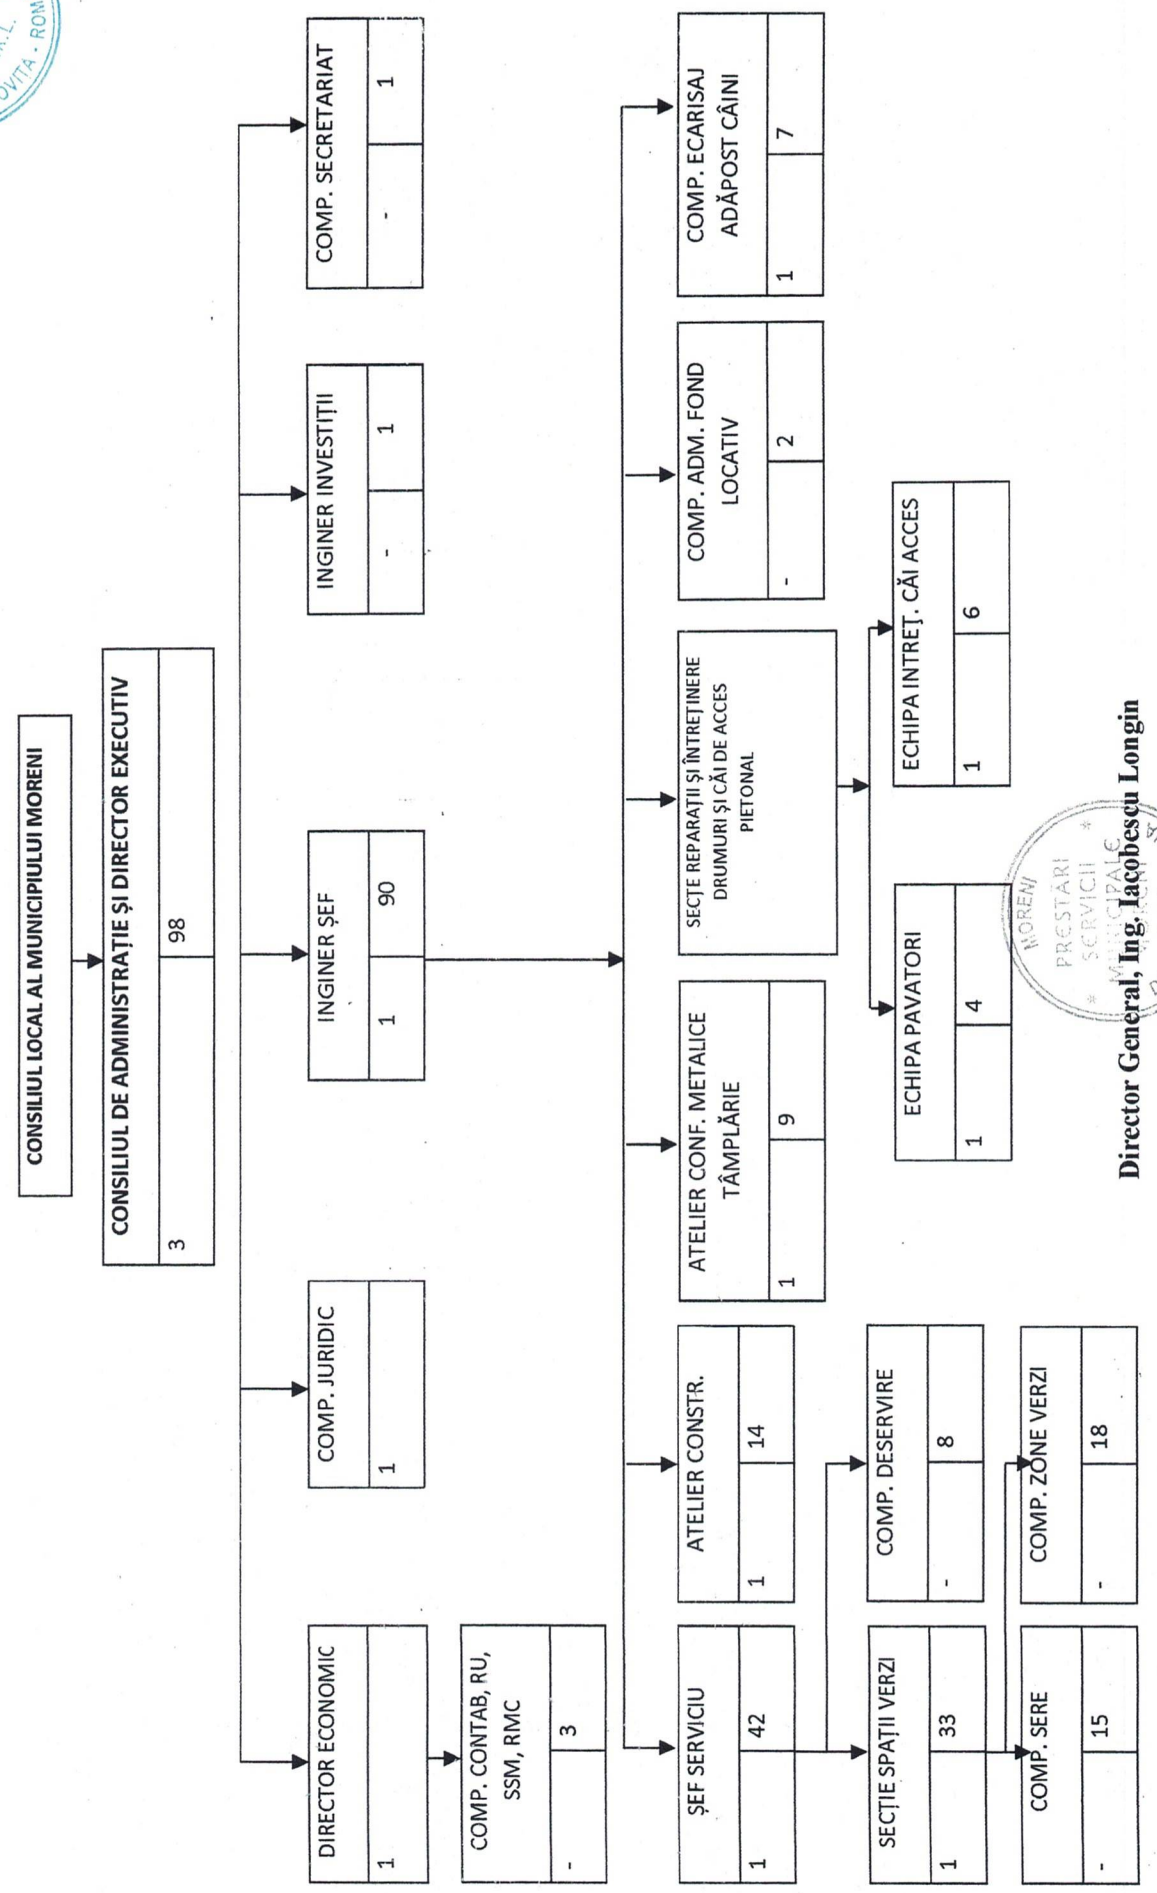 CONSILIUL LOCAL AL MUNICIPIULUI MORENI
CONSILIUL DE ADMINISTRAȚIE ȘI DIRECTOR EXECUTIV
3 98
DIRECTOR ECONOMIC
1
COMP. JURIDIC
1
INGINER ȘEF
1 90
INGINER INVESTIȚII
- 1
COMP. SECRETARIAT
- 1
COMP. CONTAB, RU,
SSM, RMC
- 3
ȘEF SERVICIU
1 42
ATELIER CONSTR.
1 14
ATELIER CONF. METALICE
TÂMPLĂRIE
1 9
SECȚE REPARAȚII ȘI ÎNTREȚINERE
DRUMURI ȘI CĂI DE ACCES
PIETONAL
COMP. ADM. FOND
LOCATIV
- 2
COMP. ECARISAJ
ADĂPOST CÂINI
1 7
SECȚIE SPAȚII VERZI
1 33
COMP. DESERVIRE
- 8
ECHIPA PAVATORI
1 4
ECHIPA INTREȚ. CĂI ACCES
1 6
COMP. SERE
- 15
COMP. ZONE VERZI
- 18
MORENI
PRESTĂRI
SERVICII
MUNICIPALE
MORENI
Director General, Ing. Iacobescu Longin